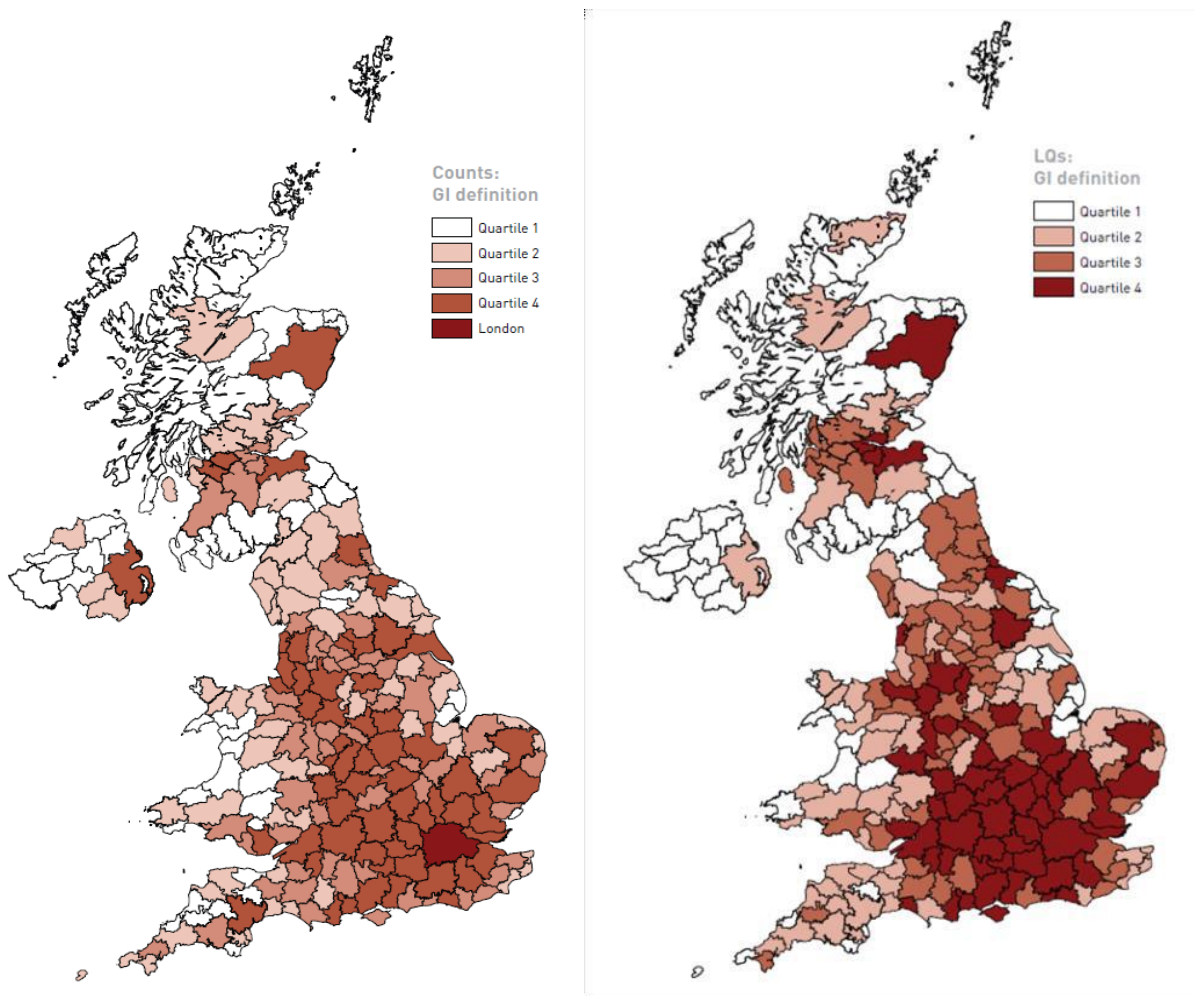 Counts:
GI definition
Quartile 1
Quartile 2
Quartile 3
Quartile 4
London
LQs:
GI definition
Quartile 1
Quartile 2
Quartile 3
Quartile 4